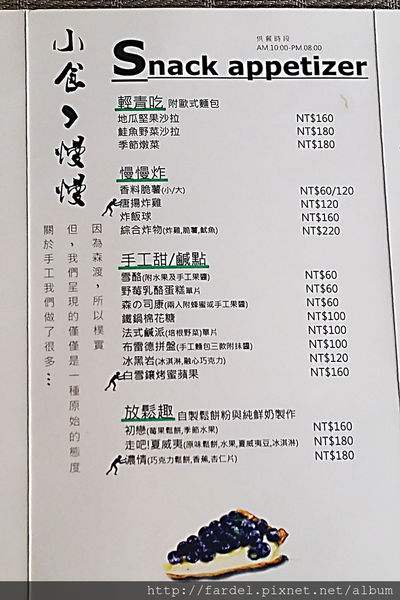 小食、慢慢
供餐時段
AM.10:00-PM.08:00
Snack appetizer
因為森渡，所以樸實
但，我們呈現的僅僅是一種原始的態度
關於手工我們做了很多…
輕青吃 附歐式麵包
地瓜堅果沙拉 NT$160
鮭魚野菜沙拉 NT$180
季節燉菜 NT$180
慢慢炸
香料脆薯(小/大) NT$60/120
唐揚炸雞 NT$120
炸飯球 NT$160
綜合炸物(炸雞,脆薯,魷魚) NT$220
手工甜/鹹點
雪酪(附水果及手工果醬) NT$60
野莓乳酪蛋糕單片 NT$60
森の司康(兩入附蜂蜜或手工果醬) NT$60
鐵鍋棉花糖 NT$100
法式鹹派(培根野菜)單片 NT$100
布雷德拼盤(手工麵包三款附抹醬) NT$100
冰黑岩(冰淇淋,融心巧克力) NT$120
白雪鑲烤蜜蘋果 NT$160
放鬆趣 自製鬆餅粉與純鮮奶製作
初戀(莓果鬆餅,季節水果) NT$160
走吧!夏威夷(原味鬆餅,水果,夏威夷豆,冰淇淋) NT$180
濃情(巧克力鬆餅,香蕉,杏仁片) NT$180
http://fardel.pixnet.net/album